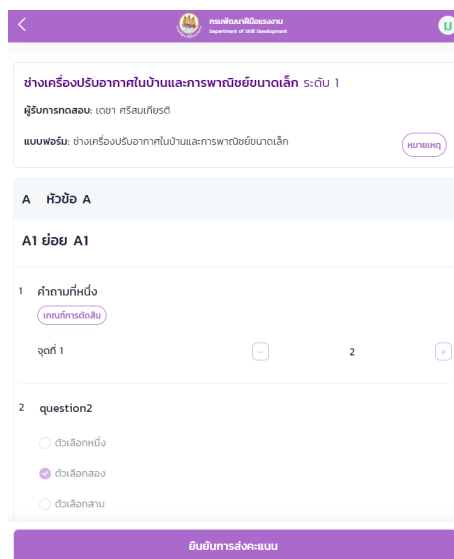 กรมพัฒนาฝีมือแรงงาน
Department of Skill Development
U
ช่างเครื่องปรับอากาศในบ้านและการพาณิชย์ขนาดเล็ก ระดับ 1
ผู้รับการทดสอบ: เดชา ศรีสมเกียรติ
แบบฟอร์ม: ช่างเครื่องปรับอากาศในบ้านและการพาณิชย์ขนาดเล็ก
หมายเหตุ
A หัวข้อ A
A1 ย่อย A1
1 คำถามที่หนึ่ง
เกณฑ์การตัดสิน
จุดที่ 1 - 2 +
2 question2
ตัวเลือกหนึ่ง
ตัวเลือกสอง
ตัวเลือกสาม
ยืนยันการส่งคะแนน